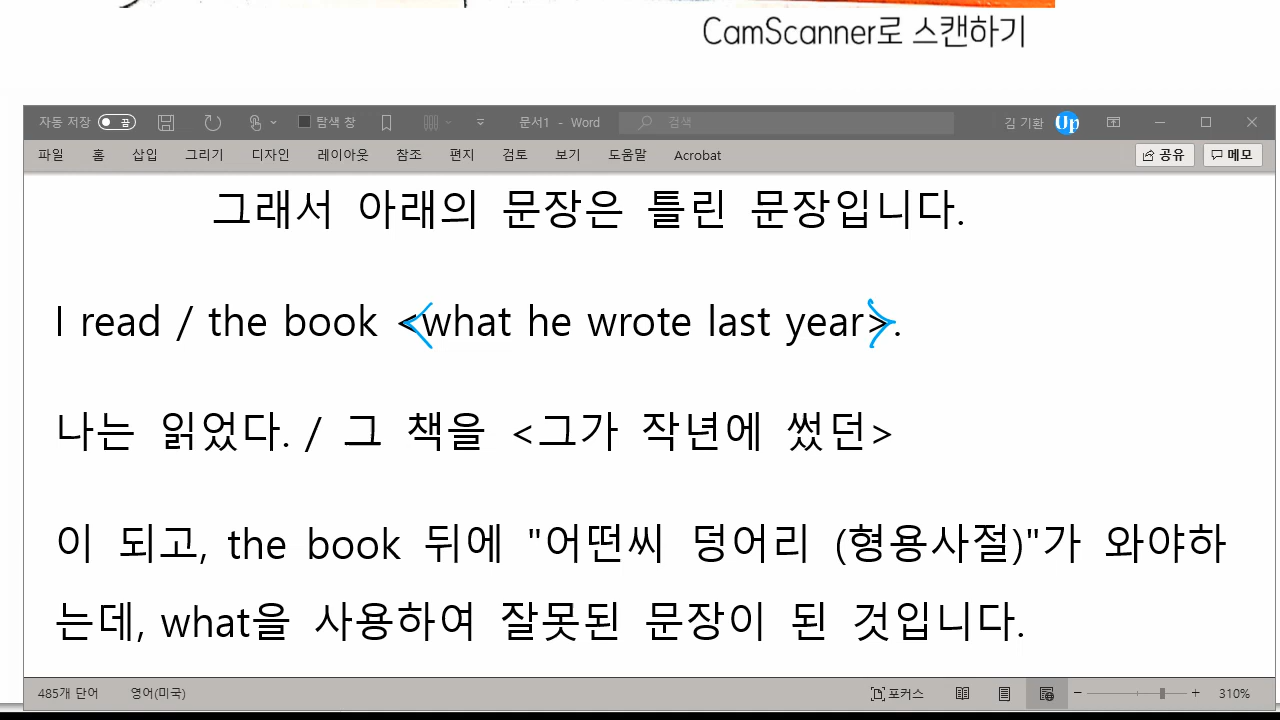 CamScanner로 스캔하기
자동 저장 끔 탐색 창 문서1 - Word 검색 김 기환 Up
파일 홈 삽입 그리기 디자인 레이아웃 참조 편지 검토 보기 도움말 Acrobat 공유 메모
그래서 아래의 문장은 틀린 문장입니다.
I read / the book <what he wrote last year>.
나는 읽었다. / 그 책을 <그가 작년에 썼던>
이 되고, the book 뒤에 "어떤씨 덩어리 (형용사절)"가 와야하
는데, what을 사용하여 잘못된 문장이 된 것입니다.
485개 단어 영어(미국) 포커스 310%